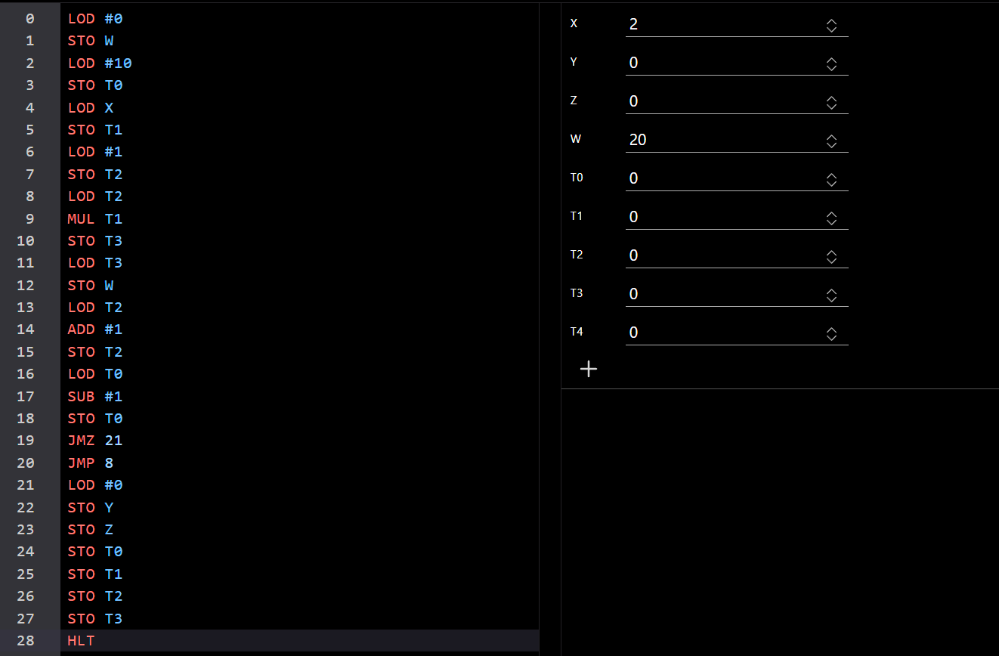 0 LOD #0
1 STO W
2 LOD #10
3 STO T0
4 LOD X
5 STO T1
6 LOD #1
7 STO T2
8 LOD T2
9 MUL T1
10 STO T3
11 LOD T3
12 STO W
13 LOD T2
14 ADD #1
15 STO T2
16 LOD T0
17 SUB #1
18 STO T0
19 JMZ 21
20 JMP 8
21 LOD #0
22 STO Y
23 STO Z
24 STO T0
25 STO T1
26 STO T2
27 STO T3
28 HLT
X 2
Y 0
Z 0
W 20
T0 0
T1 0
T2 0
T3 0
T4 0